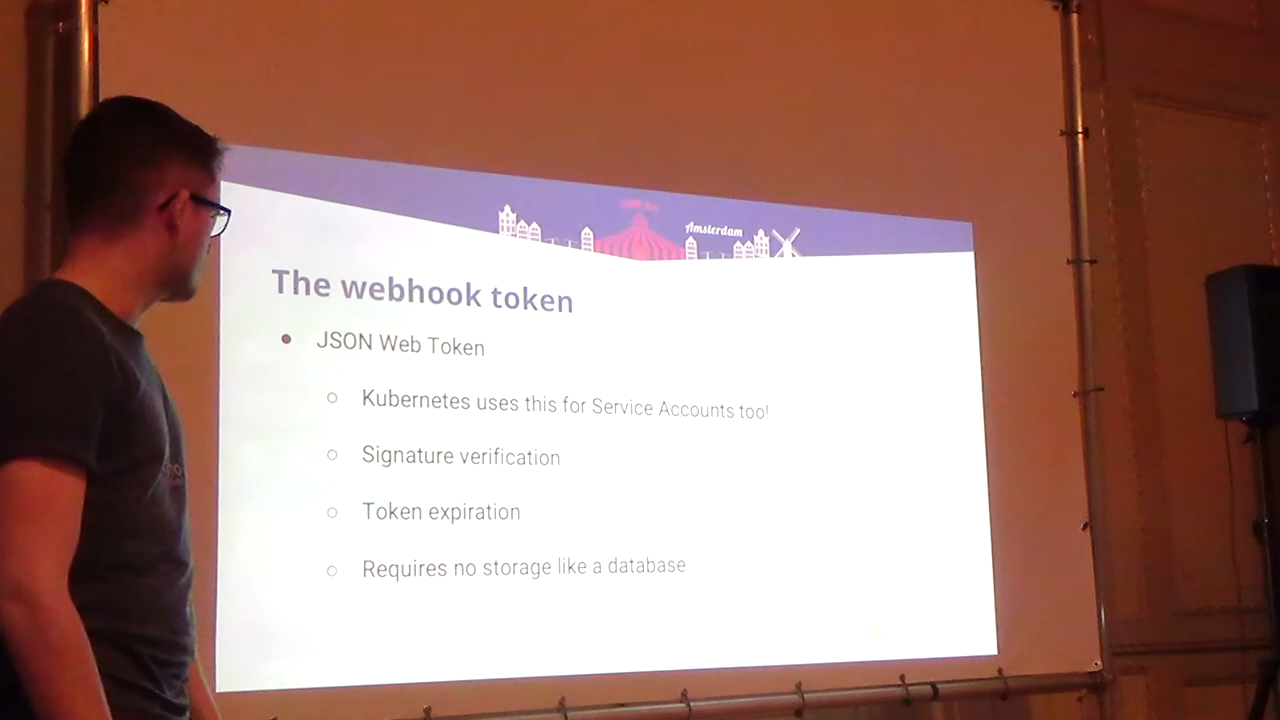 Amsterdam
The webhook token
JSON Web Token
Kubernetes uses this for Service Accounts too!
Signature verification
Token expiration
Requires no storage like a database